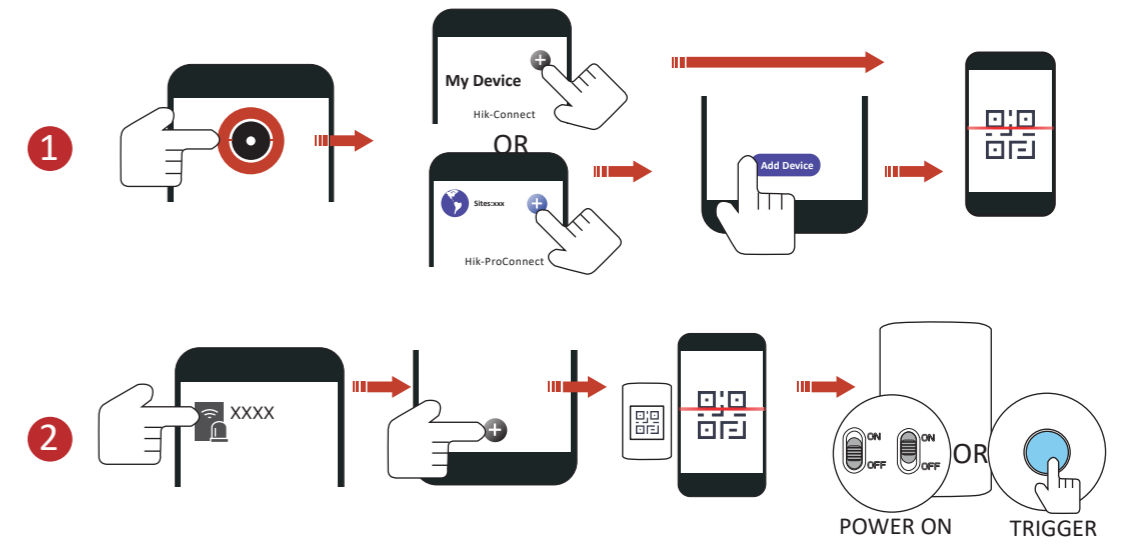 1
My Device
Hik-Connect
OR
Sites:xxx
Hik-ProConnect
Add Device
2
XXXX
ON
OFF
ON
OFF
OR
POWER ON
TRIGGER